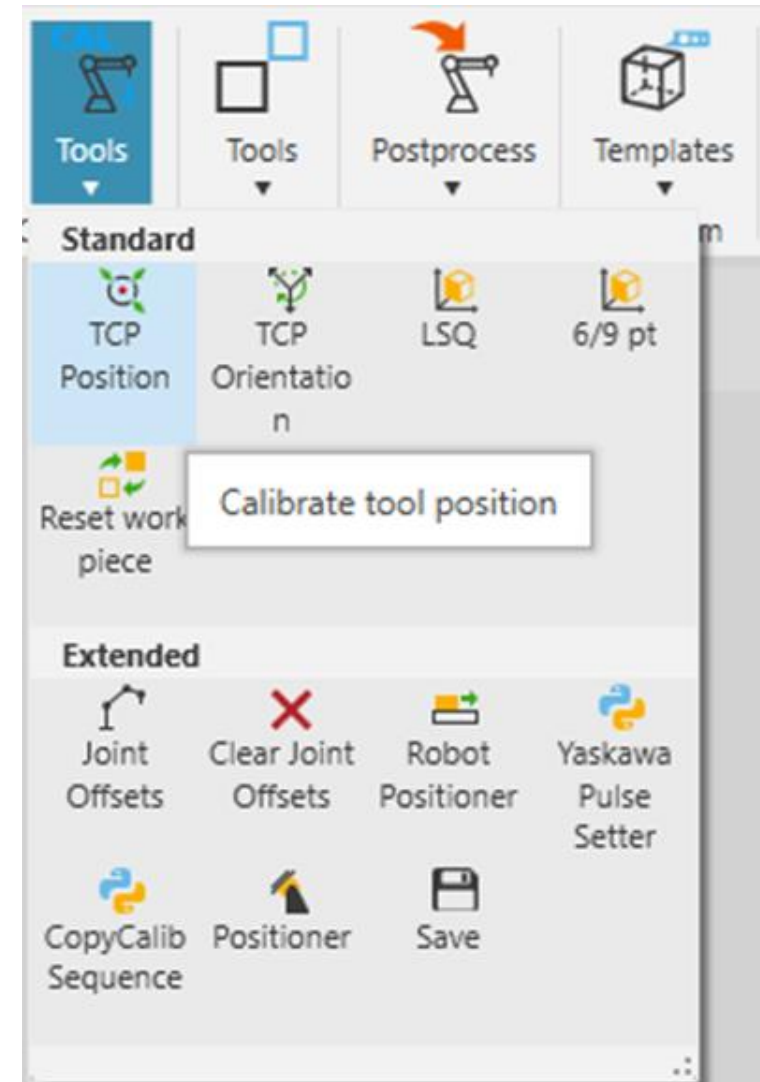 CAL
Tools
Tools
Postprocess
Templates
m
Standard
TCP
Position
TCP
Orientatio
n
LSQ
6/9 pt
Reset work
piece
Calibrate tool position
Extended
Joint
Offsets
Clear Joint
Offsets
Robot
Positioner
Yaskawa
Pulse
Setter
CopyCalib
Sequence
Positioner
Save